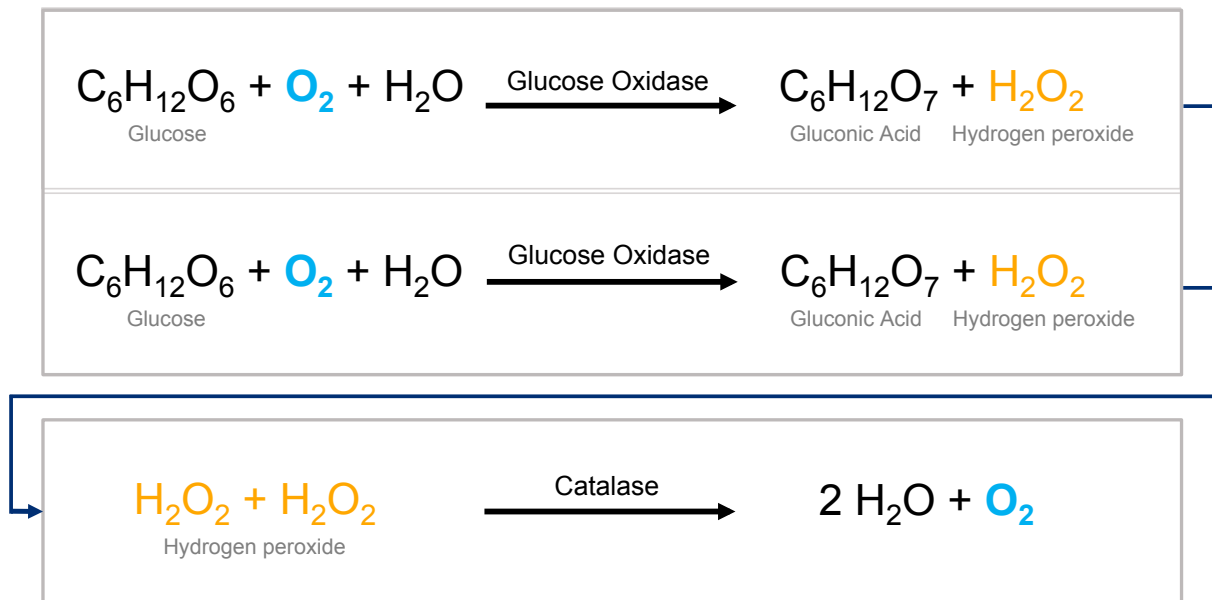 Glucose Oxidase
C₆H₁₂O₆ + O₂ + H₂O C₆H₁₂O₇ + H₂O₂
Glucose Gluconic Acid Hydrogen peroxide
Glucose Oxidase
C₆H₁₂O₆ + O₂ + H₂O C₆H₁₂O₇ + H₂O₂
Glucose Gluconic Acid Hydrogen peroxide
Catalase
H₂O₂ + H₂O₂ 2 H₂O + O₂
Hydrogen peroxide